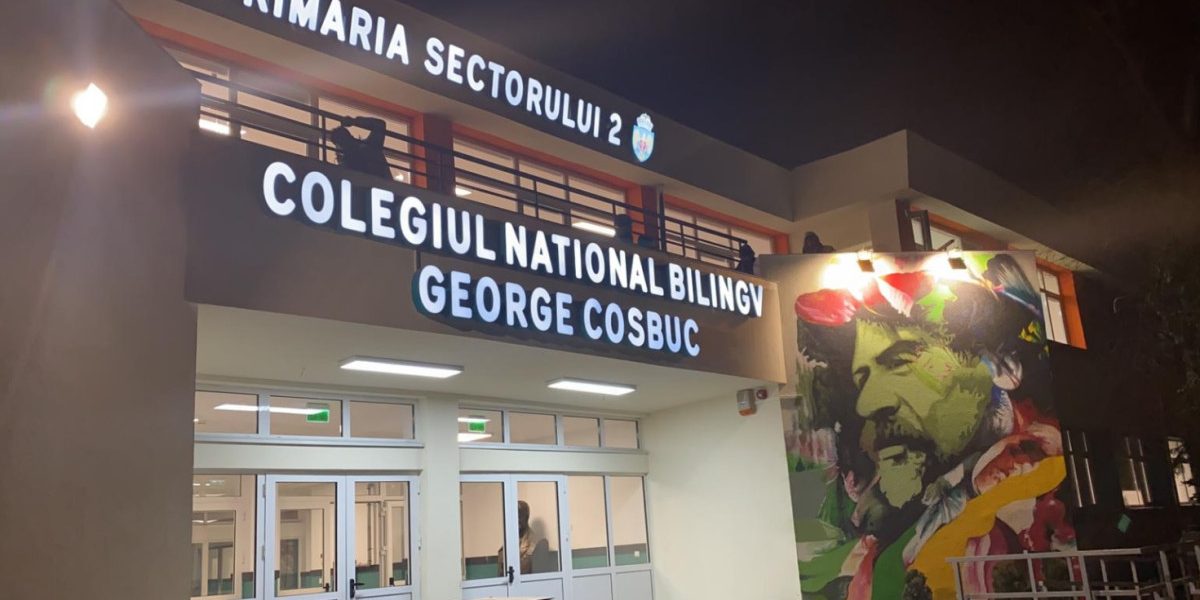 PRIMARIA SECTORULUI 2
COLEGIUL NATIONAL BILINGV
GEORGE COSBUC